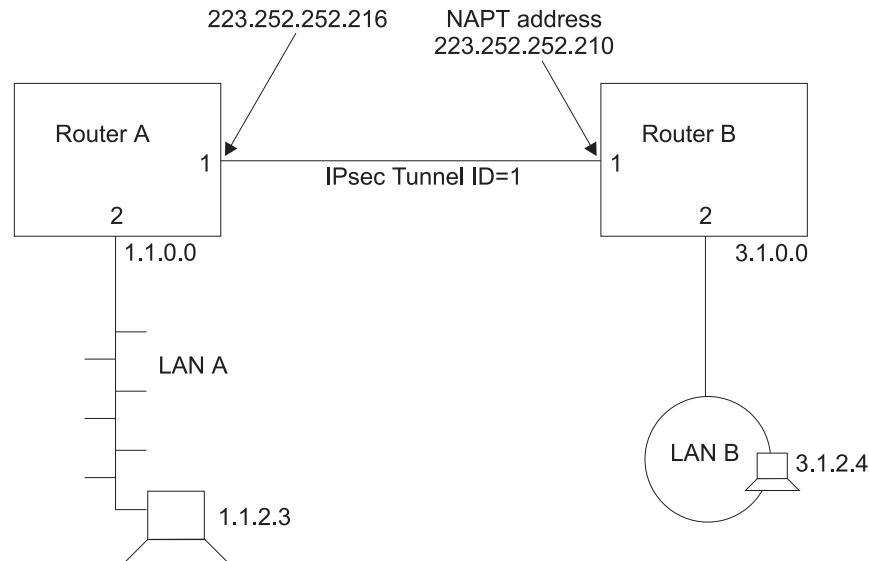 223.252.252.216
NAPT address
223.252.252.210
Router A
Router B
1
1
IPsec Tunnel ID=1
2
2
1.1.0.0
3.1.0.0
LAN A
LAN B
3.1.2.4
1.1.2.3